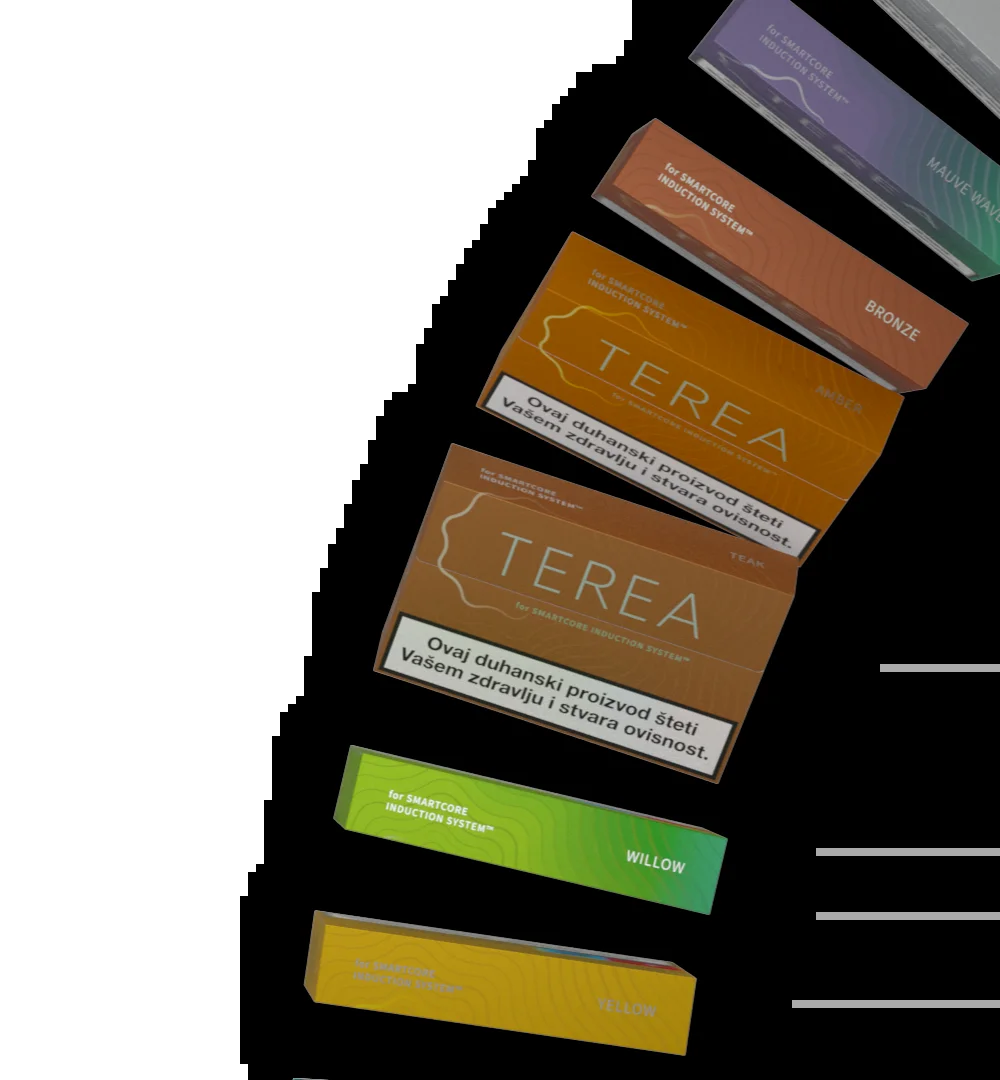 for SMARTCORE
INDUCTION SYSTEM™
MAUVE WAV
for SMARTCORE
INDUCTION SYSTEM™
BRONZE
for SMARTCORE
INDUCTION SYSTEM™
AMBER
TEREA
for SMARTCORE INDUCTION SYSTEM™
Ovaj duhanski proizvod šteti
Vašem zdravlju i stvara ovisnost.
for SMARTCORE
INDUCTION SYSTEM™
TEAK
TEREA
for SMARTCORE INDUCTION SYSTEM™
Ovaj duhanski proizvod šteti
Vašem zdravlju i stvara ovisnost.
for SMARTCORE
INDUCTION SYSTEM™
WILLOW
for SMARTCORE
INDUCTION SYSTEM™
YELLOW